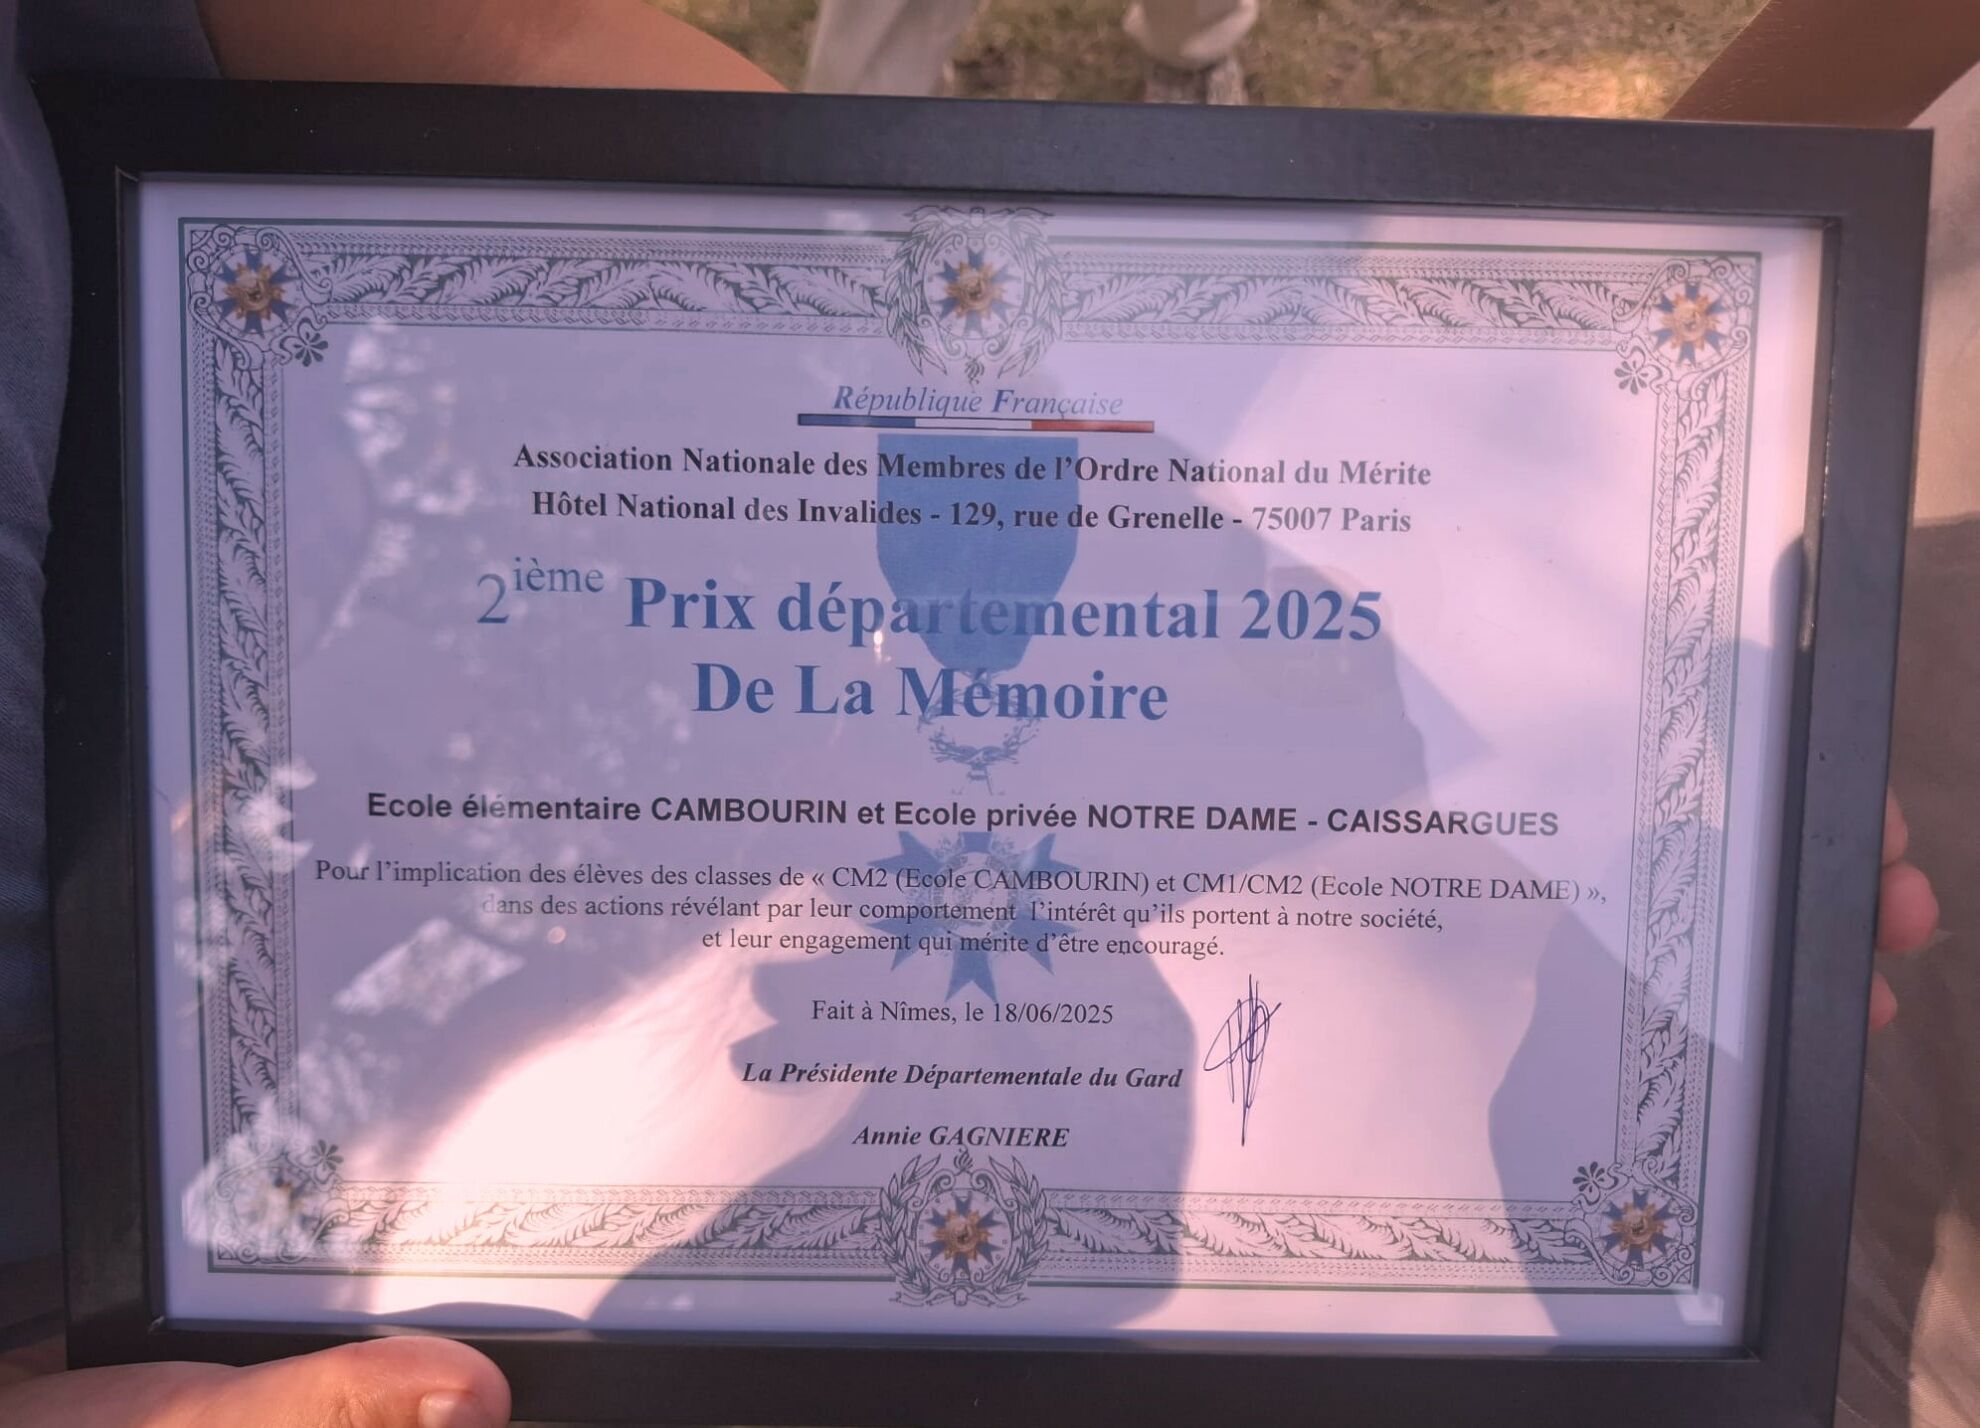 République Française
Association Nationale des Membres de l'Ordre National du Mérite
Hôtel National des Invalides - 129, rue de Grenelle - 75007 Paris
2ième Prix départemental 2025
De La Mémoire
Ecole élémentaire CAMBOURIN et Ecole privée NOTRE DAME - CAISSARGUES
Pour l'implication des élèves des classes de « CM2 (Ecole CAMBOURIN) et CM1/CM2 (Ecole NOTRE DAME) »,
dans des actions révélant par leur comportement l'intérêt qu'ils portent à notre société,
et leur engagement qui mérite d'être encouragé.
Fait à Nîmes, le 18/06/2025
La Présidente Départementale du Gard
Annie GAGNIERE